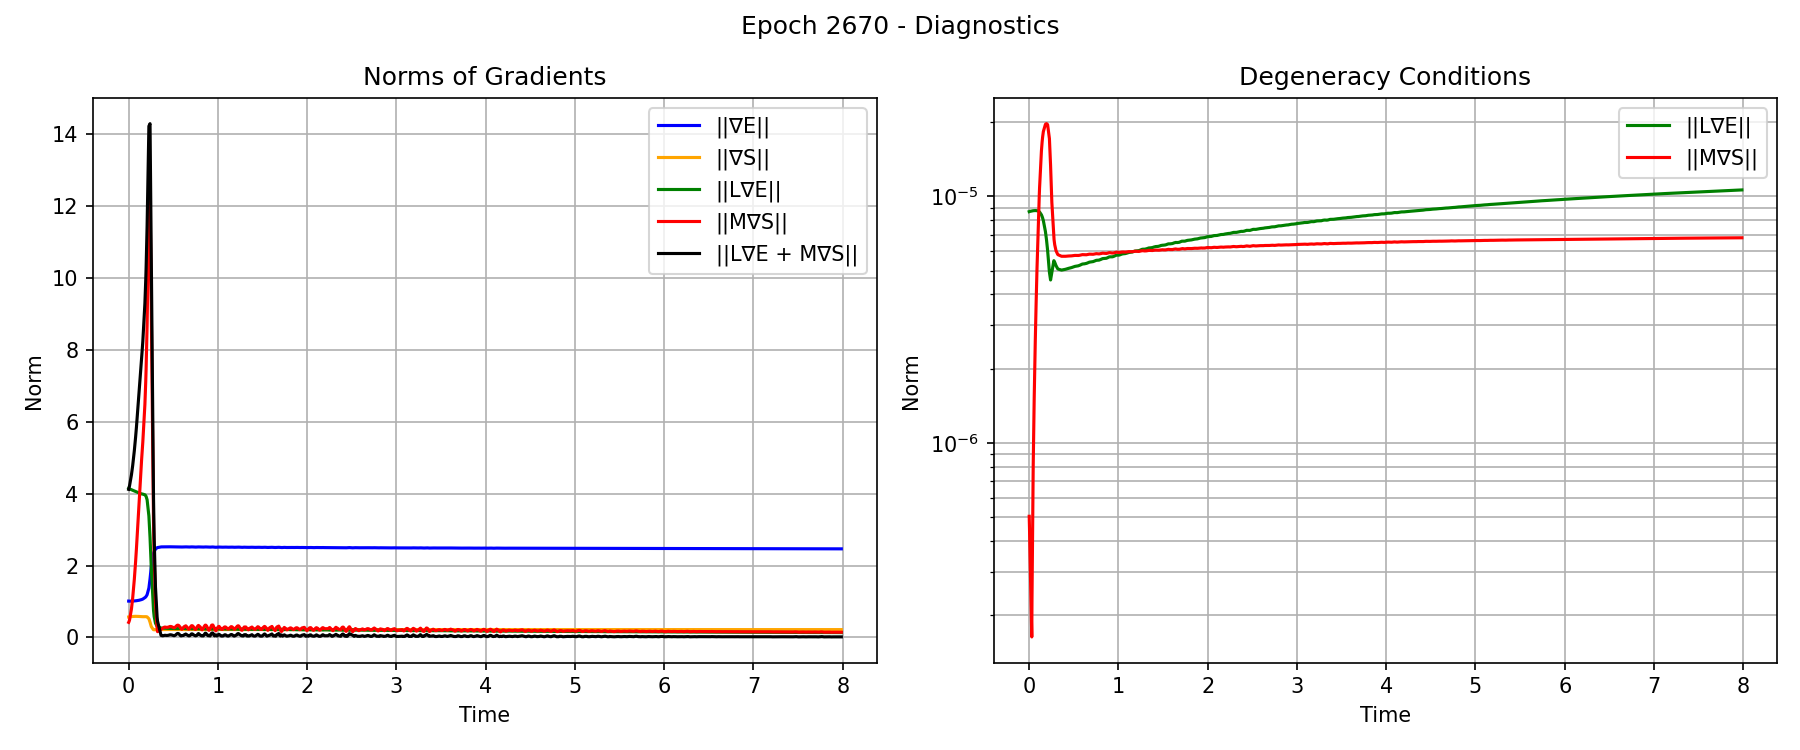 Epoch 2670 - Diagnostics
Norms of Gradients
Norm
14
12
10
8
6
4
2
0
||∇E||
||∇S||
||L∇E||
||M∇S||
||L∇E + M∇S||
0 1 2 3 4 5 6 7 8
Time
Degeneracy Conditions
Norm
10⁻⁵
10⁻⁶
||L∇E||
||M∇S||
0 1 2 3 4 5 6 7 8
Time